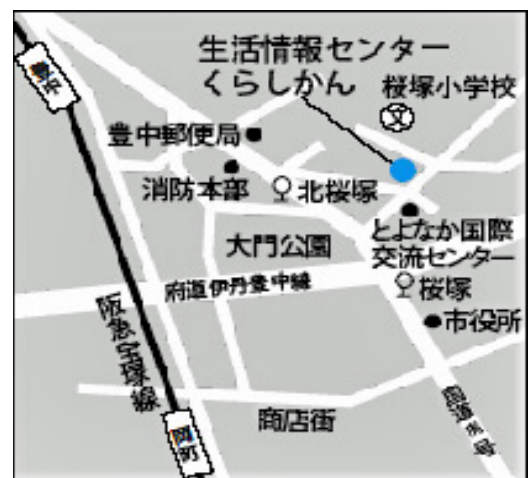 生活情報センター
くらしかん
桜塚小学校
文
豊中郵便局
消防本部
北桜塚
大門公園
とよなか国際
交流センター
府道伊丹豊中線
桜塚
市役所
阪急宝塚線
商店街
岡町